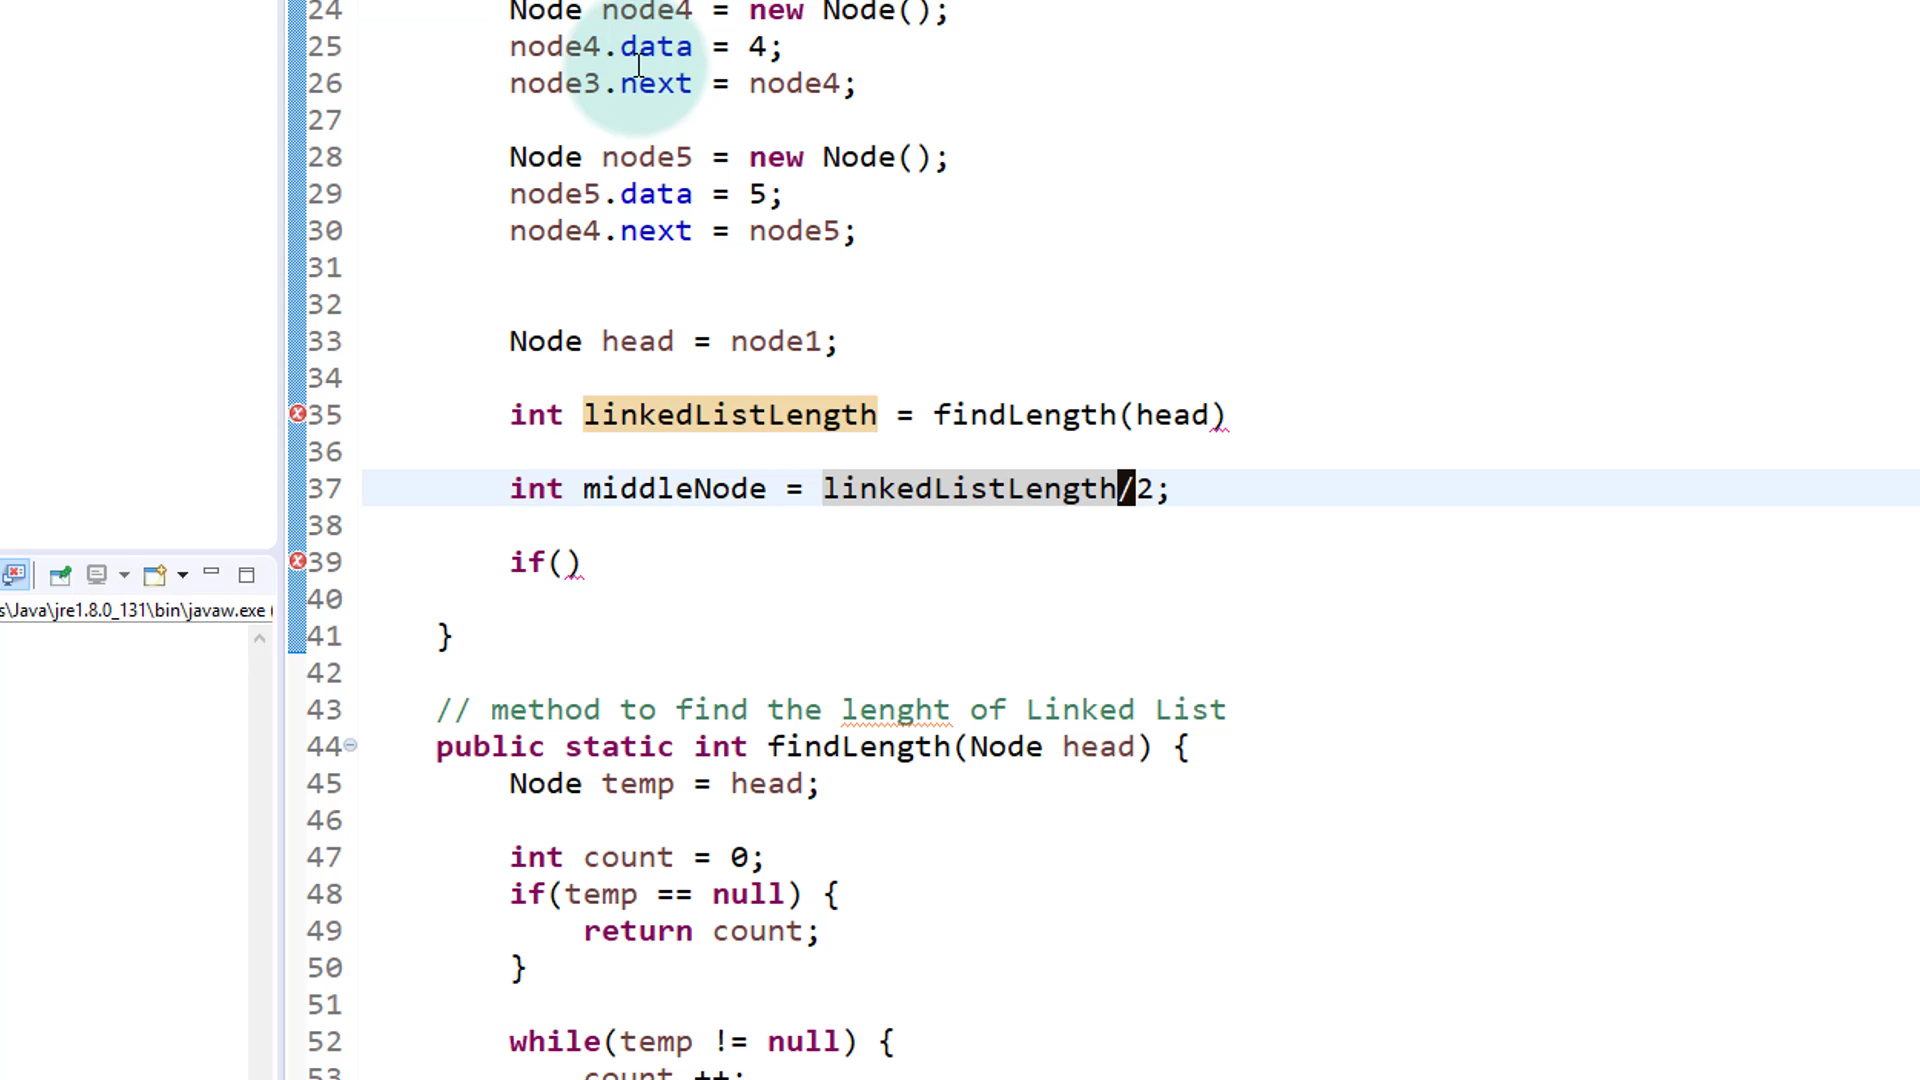 24 Node node4 = new Node();
25 node4.data = 4;
26 node3.next = node4;
27
28 Node node5 = new Node();
29 node5.data = 5;
30 node4.next = node5;
31
32
33 Node head = node1;
34
35 int linkedListLength = findLength(head)
36
37 int middleNode = linkedListLength/2;
38
39 if()
s\Java\jre1.8.0_131\bin\javaw.exe (
40
41 }
42
43 // method to find the lenght of Linked List
44 public static int findLength(Node head) {
45 Node temp = head;
46
47 int count = 0;
48 if(temp == null) {
49 return count;
50 }
51
52 while(temp != null) {
53 count ++;